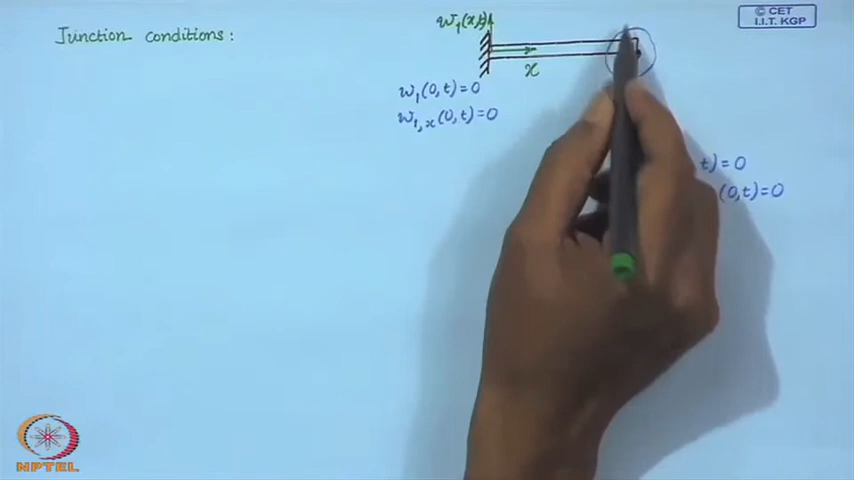 Junction conditions :
w₁(x,t)
x
w₁(0,t)=0
w₁,ₓ(0,t)=0
t)=0
(0,t)=0
© CET
I.I.T. KGP
NPTEL